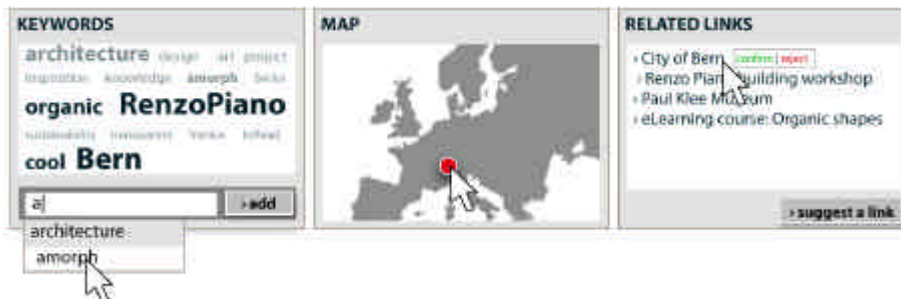 KEYWORDS
architecture design art project
inspiration knowledge amorph
organic RenzoPiano
sustainability transparent
cool Bern
a
› add
architecture
amorph
MAP
RELATED LINKS
› City of Bern confirm | reject
› Renzo Piano building workshop
› Paul Klee Museum
› eLearning course: Organic shapes
› suggest a link